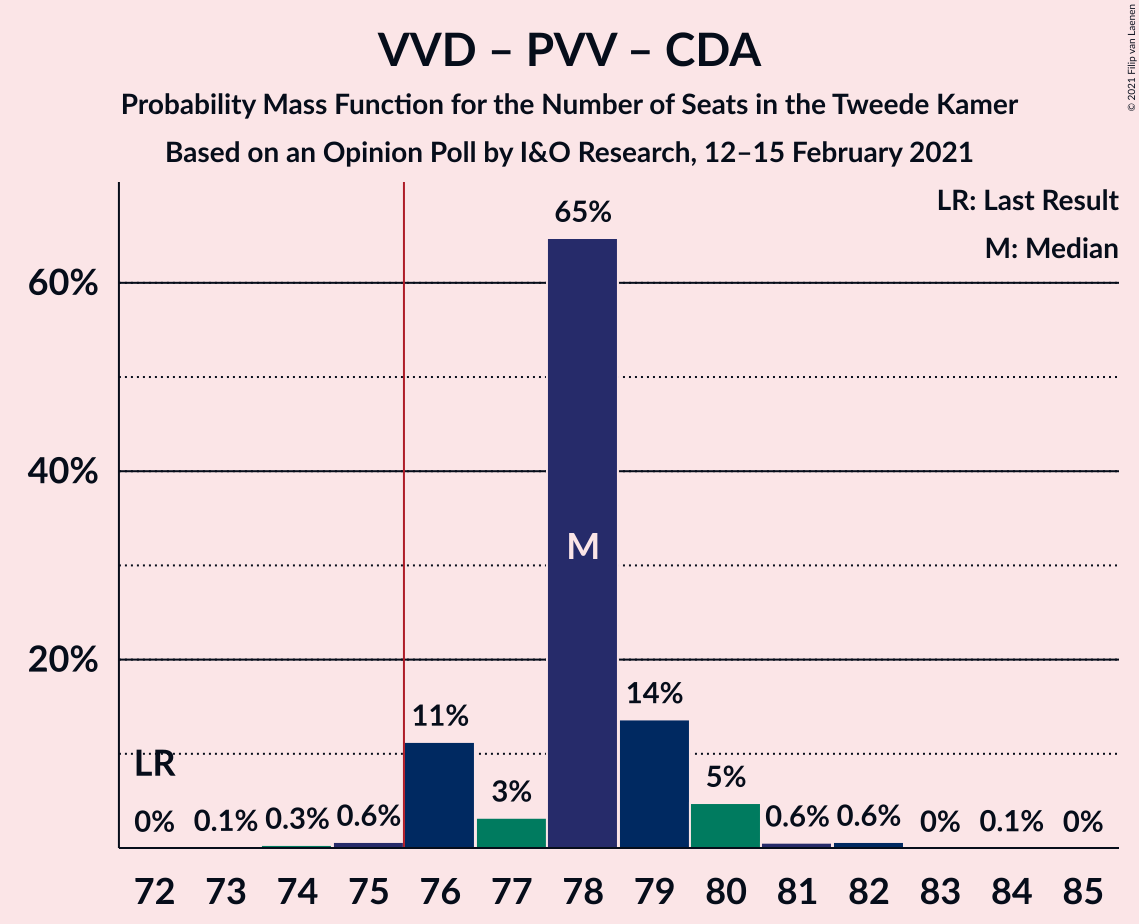 VVD – PVV – CDA
Probability Mass Function for the Number of Seats in the Tweede Kamer
Based on an Opinion Poll by I&O Research, 12–15 February 2021
© 2021 Filip van Laenen
LR: Last Result
M: Median
60%
40%
20%
65%
M
14%
11%
5%
3%
LR
0% 0.1% 0.3% 0.6% 0.6% 0.6% 0% 0.1% 0%
72 73 74 75 76 77 78 79 80 81 82 83 84 85